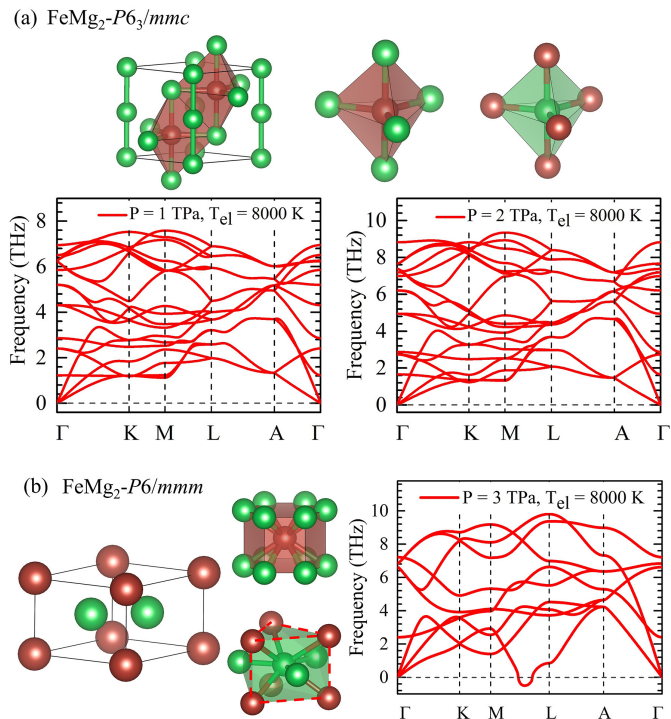 (a) FeMg₂-P6₃/mmc
8
6
4
2
0
Frequency (THz)
P = 1 TPa, Tel = 8000 K
Γ K M L A Γ
10
8
6
4
2
0
Frequency (THz)
P = 2 TPa, Tel = 8000 K
Γ K M L A Γ
(b) FeMg₂-P6/mmm
10
8
6
4
2
0
Frequency (THz)
P = 3 TPa, Tel = 8000 K
Γ K M L A Γ